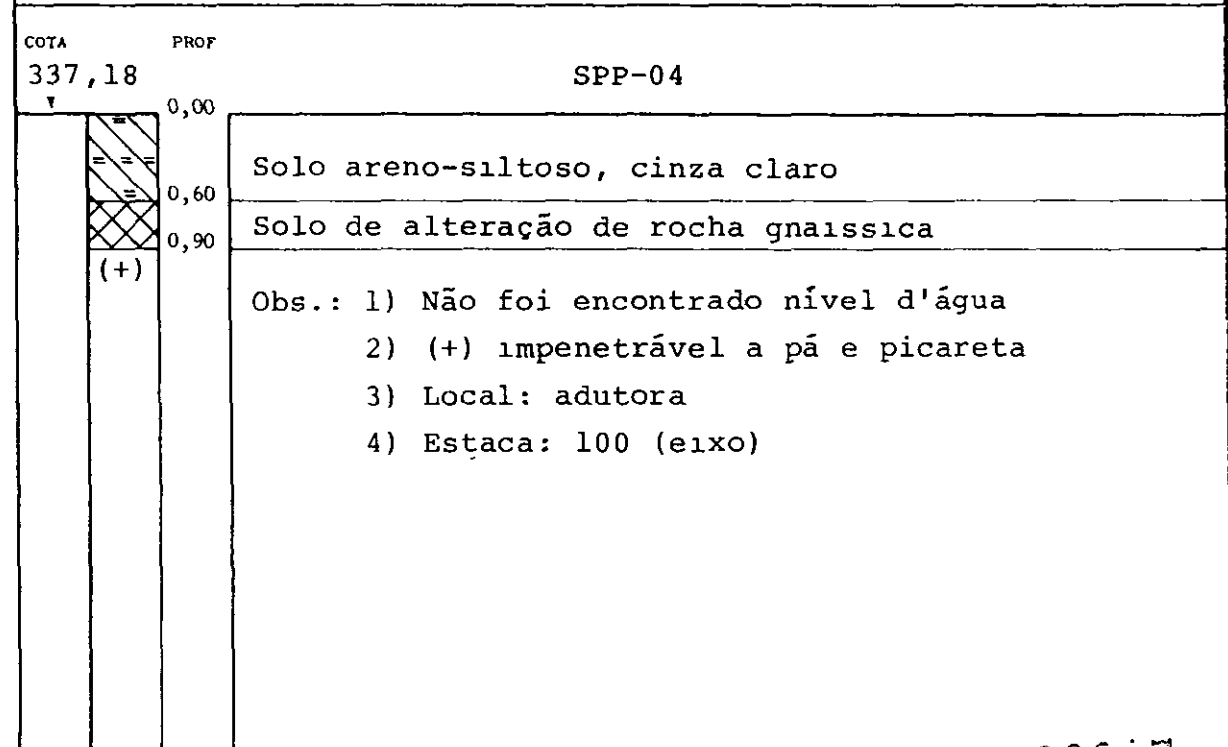 COTA PROF
337,18 SPP-04
0,00
Solo areno-siltoso, cinza claro
0,60
Solo de alteração de rocha gnaissica
0,90
(+)
Obs.: 1) Não foi encontrado nível d'água
2) (+) impenetrável a pá e picareta
3) Local: adutora
4) Estaca: 100 (eixo)